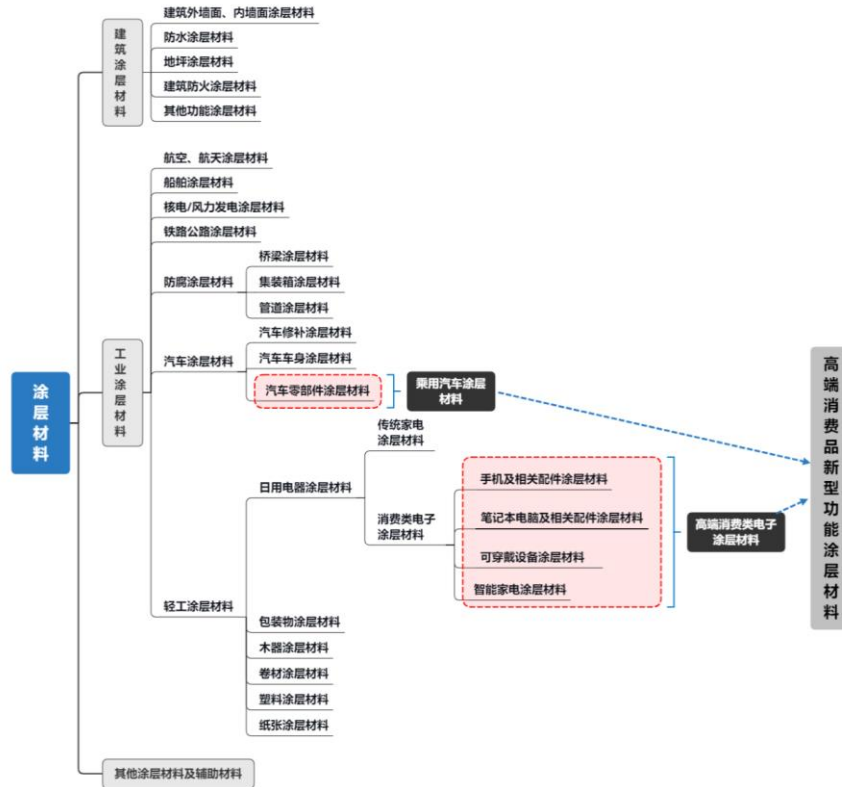 建筑外墙面、内墙面涂层材料
防水涂层材料
地坪涂层材料
建筑防火涂层材料
其他功能涂层材料
建筑涂层材料
航空、航天涂层材料
船舶涂层材料
核电/风力发电涂层材料
铁路公路涂层材料
防腐涂层材料
桥梁涂层材料
集装箱涂层材料
管道涂层材料
工业涂层材料
汽车涂层材料
汽车修补涂层材料
汽车车身涂层材料
汽车零部件涂层材料
乘用汽车涂层
材料
涂层材料
日用电器涂层材料
传统家电
涂层材料
消费类电子
涂层材料
手机及相关配件涂层材料
笔记本电脑及相关配件涂层材料
可穿戴设备涂层材料
智能家电涂层材料
高端消费类电子
涂层材料
高端消费品新型功能涂层材料
轻工涂层材料
包装物涂层材料
木器涂层材料
卷材涂层材料
塑料涂层材料
纸张涂层材料
其他涂层材料及辅助材料